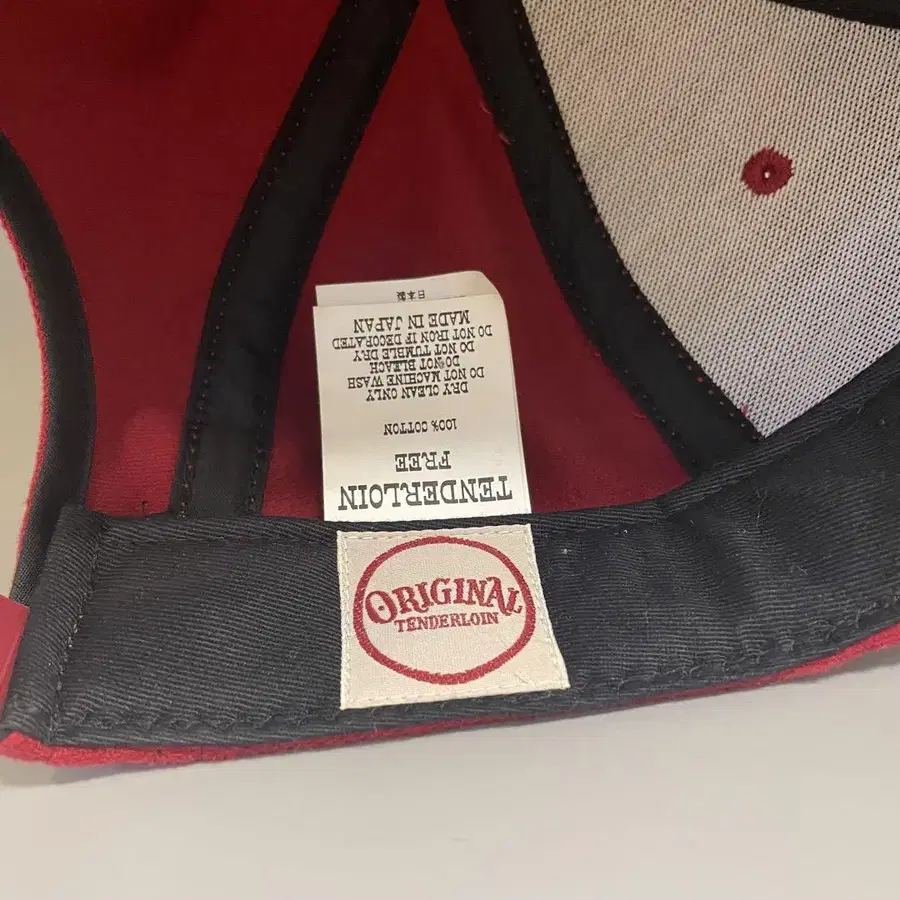 TENDERLOIN
FREE
100% COTTON
DRY CLEAN ONLY
DO NOT MACHINE WASH
DO NOT BLEACH
DO NOT TUMBLE DRY
DO NOT IRON IF DECORATED
MADE IN JAPAN
日本製
ORIGINAL
TENDERLOIN